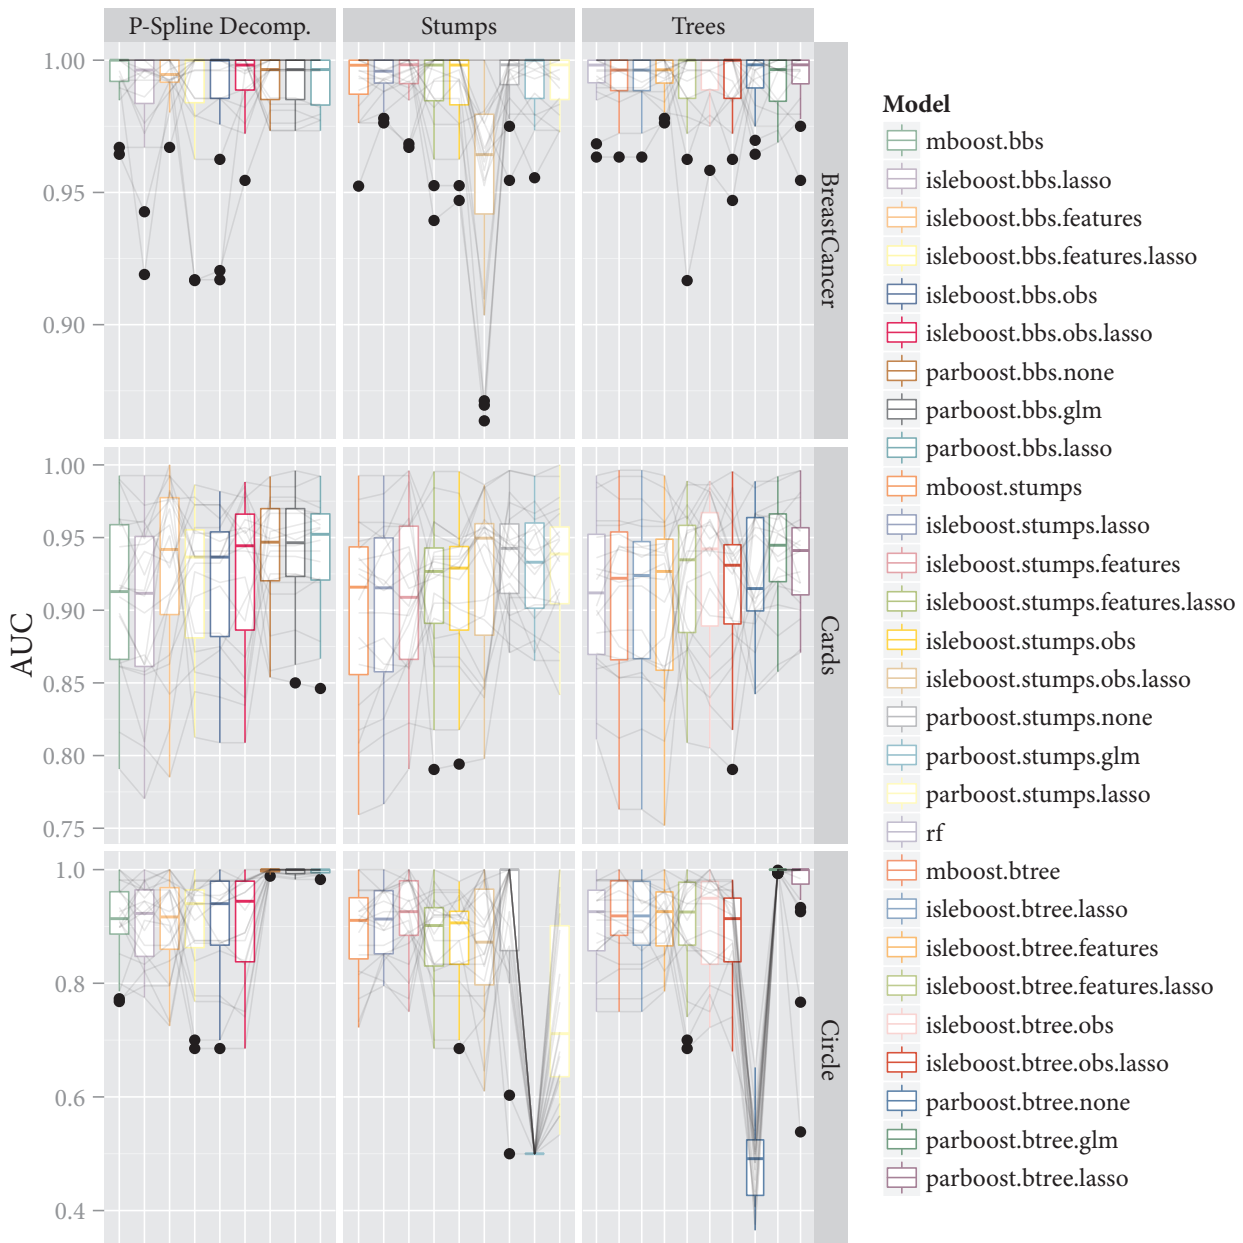 P-Spline Decomp.
Stumps
Trees
1.00
0.95
0.90
BreastCancer
1.00
0.95
0.90
0.85
0.80
0.75
Cards
1.0
0.8
0.6
0.4
Circle
AUC
Model
mboost.bbs
isleboost.bbs.lasso
isleboost.bbs.features
isleboost.bbs.features.lasso
isleboost.bbs.obs
isleboost.bbs.obs.lasso
parboost.bbs.none
parboost.bbs.glm
parboost.bbs.lasso
mboost.stumps
isleboost.stumps.lasso
isleboost.stumps.features
isleboost.stumps.features.lasso
isleboost.stumps.obs
isleboost.stumps.obs.lasso
parboost.stumps.none
parboost.stumps.glm
parboost.stumps.lasso
rf
mboost.btree
isleboost.btree.lasso
isleboost.btree.features
isleboost.btree.features.lasso
isleboost.btree.obs
isleboost.btree.obs.lasso
parboost.btree.none
parboost.btree.glm
parboost.btree.lasso